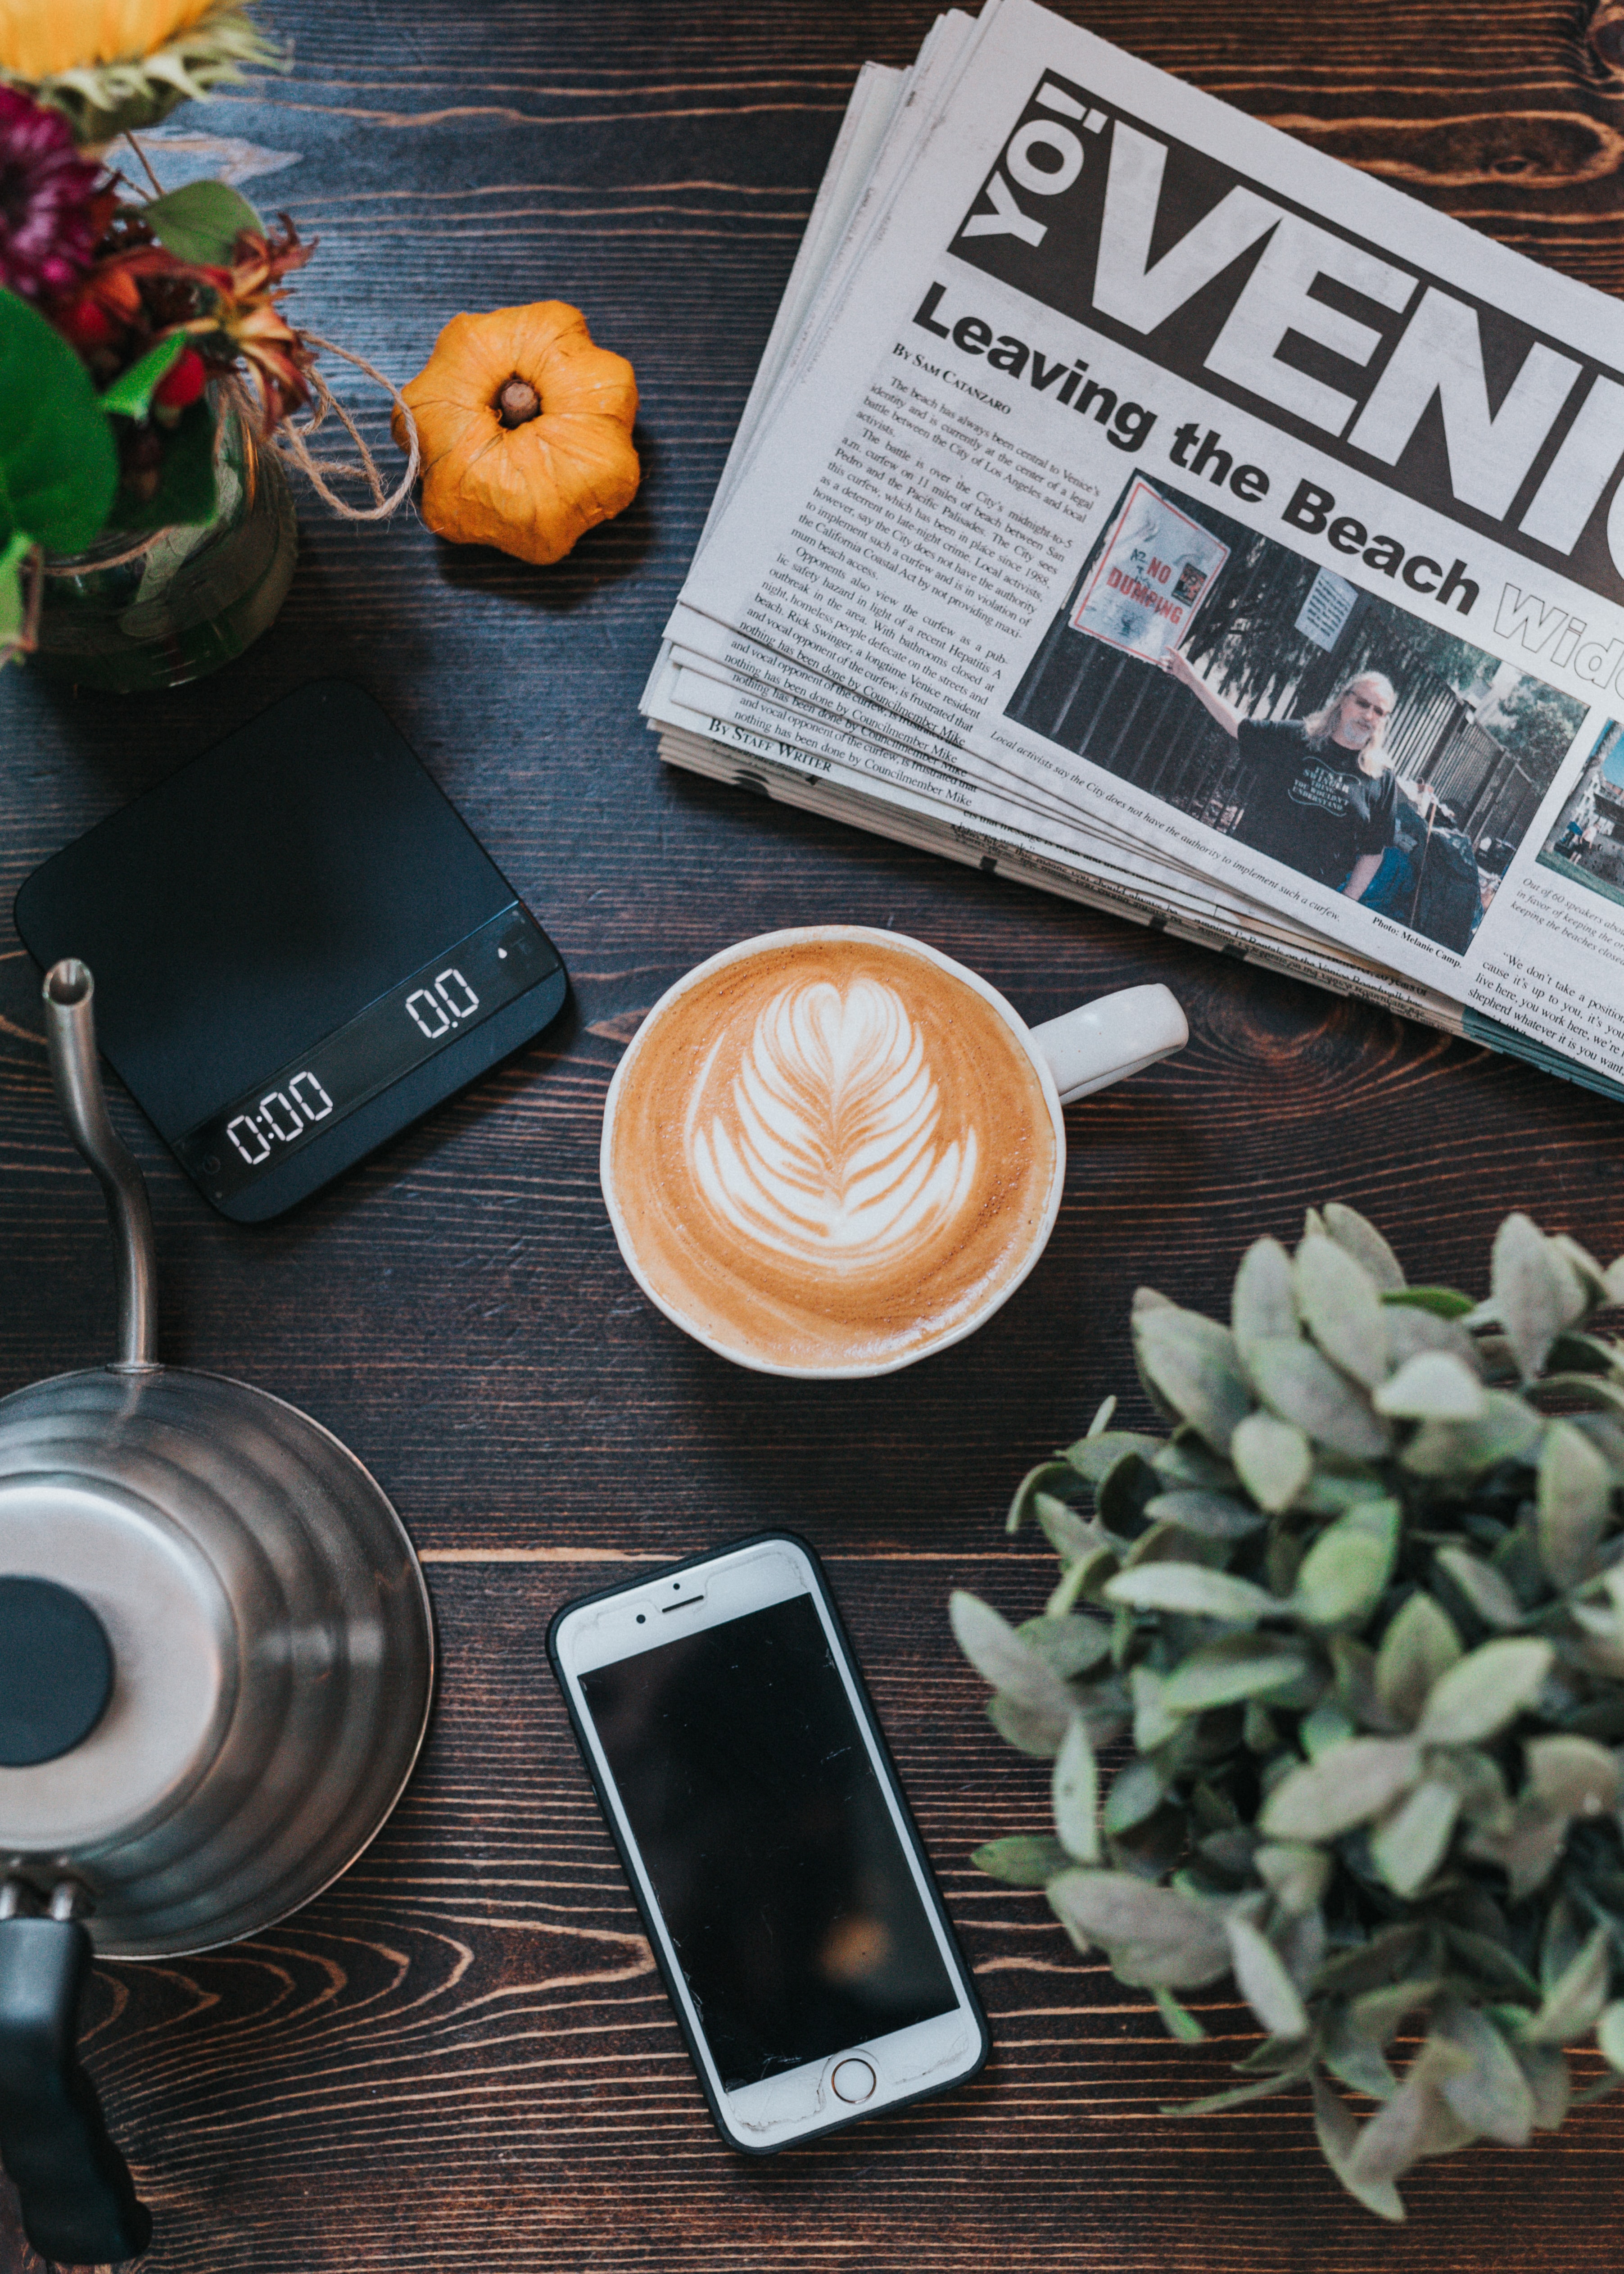 YO!
VENIC
Leaving the Beach Wide
By Sam Catanzaro
The beach has always been central to Venice's
identity and is currently at the center of a legal
battle between the City of Los Angeles and local
activists.
The battle is over the City's midnight-to-5
a.m. curfew on 11 miles of beach between San
Pedro and the Pacific Palisades. The City sees
this curfew, which has been in place since 1988,
as a deterrent to late-night crime. Local activists,
however, say the City does not have the authority
to implement such a curfew and is in violation of
the California Coastal Act by not providing maxi-
mum beach access.
Opponents also view the curfew as a pub-
lic safety hazard in light of a recent Hepatitis A
outbreak in the area. With bathrooms closed at
night, homeless people defecate on the streets and
beach. Rick Swinger, a longtime Venice resident
and vocal opponent of the curfew, is frustrated that
nothing has been done by Councilmember Mike
and vocal opponent of the curfew, is frustrated
nothing has been done by Councilmember Mike
nothing has been done by Councilmember Mike
and vocal opponent of the curfew, is frustrated that
nothing has been done by Councilmember Mike
By Staff Writer
NO
DUMPING
UNDERSTAND
Local activists say the City does not have the authority to implement such a curfew.
Photo: Melanie Camp.
Out of 60 speakers
in favor of keeping the
keeping the beaches closed
"We don't take a position
cause it's up to you, it's you
live here, you work here, we're
shepherd whatever it is you want,
0.0
0:00